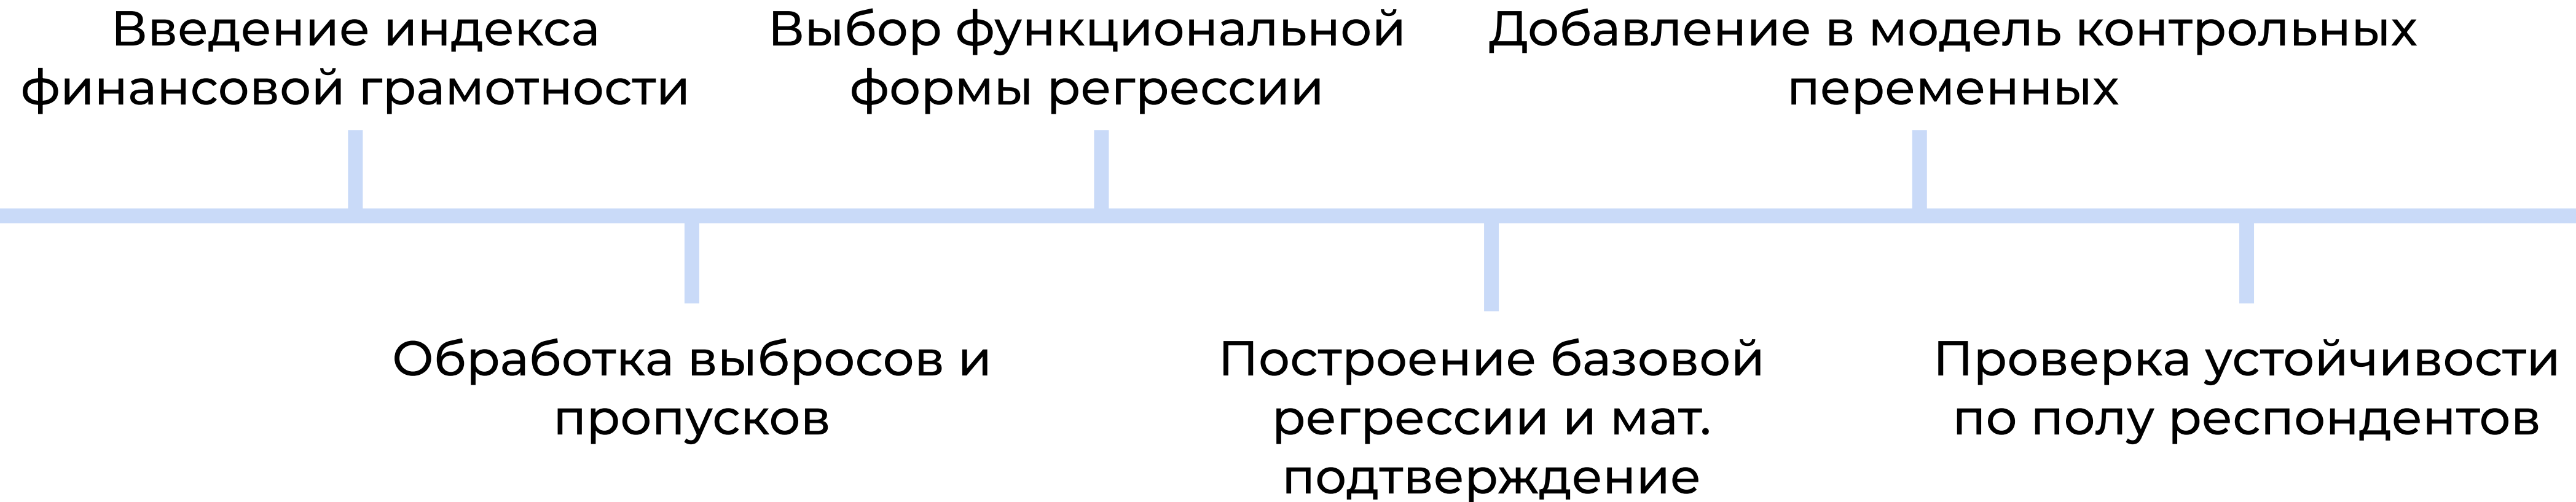 Введение индекса
финансовой грамотности
Выбор функциональной
формы регрессии
Добавление в модель контрольных
переменных
Обработка выбросов и
пропусков
Построение базовой
регрессии и мат.
подтверждение
Проверка устойчивости
по полу респондентов